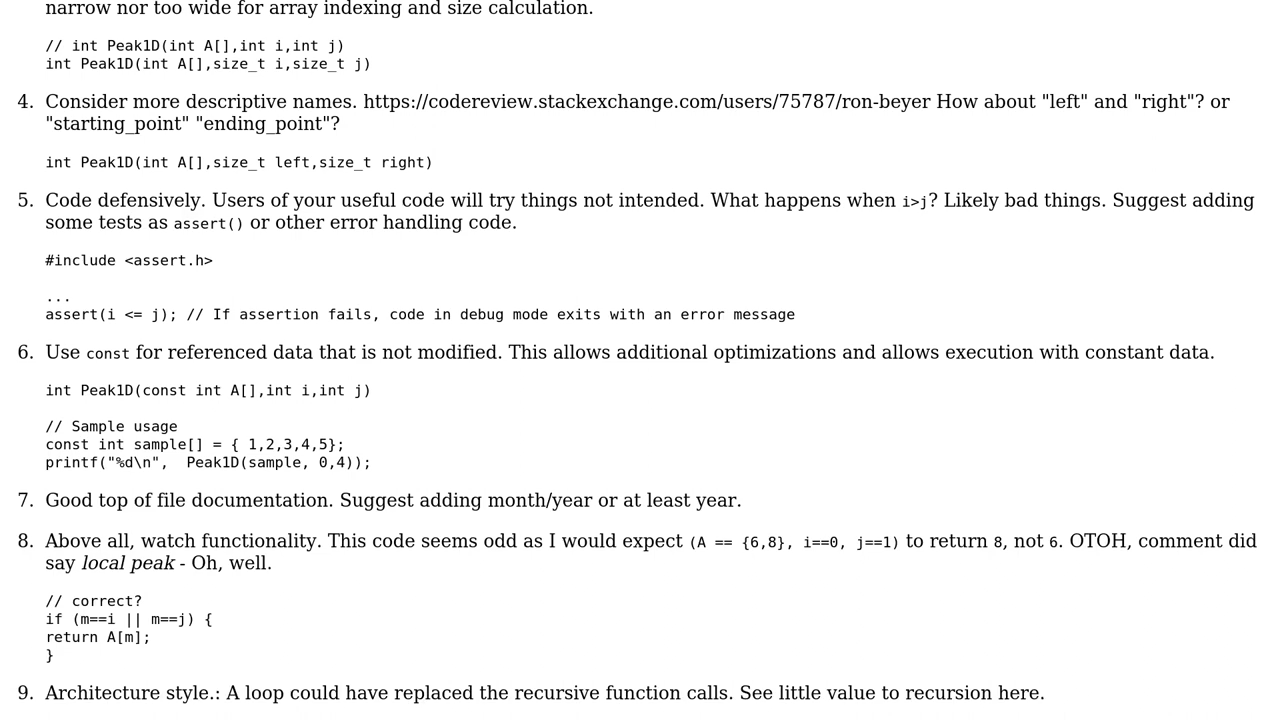 narrow nor too wide for array indexing and size calculation.
// int Peak1D(int A[],int i,int j)
int Peak1D(int A[],size_t i,size_t j)
4. Consider more descriptive names. https://codereview.stackexchange.com/users/75787/ron-beyer How about "left" and "right"? or
"starting_point" "ending_point"?
int Peak1D(int A[],size_t left,size_t right)
5. Code defensively. Users of your useful code will try things not intended. What happens when i>j? Likely bad things. Suggest adding
some tests as assert() or other error handling code.
#include <assert.h>
...
assert(i <= j); // If assertion fails, code in debug mode exits with an error message
6. Use const for referenced data that is not modified. This allows additional optimizations and allows execution with constant data.
int Peak1D(const int A[],int i,int j)
// Sample usage
const int sample[] = { 1,2,3,4,5};
printf("%d\n",  Peak1D(sample, 0,4));
7. Good top of file documentation. Suggest adding month/year or at least year.
8. Above all, watch functionality. This code seems odd as I would expect (A == {6,8}, i==0, j==1) to return 8, not 6. OTOH, comment did
say local peak - Oh, well.
// correct?
if (m==i || m==j) {
return A[m];
}
9. Architecture style.: A loop could have replaced the recursive function calls. See little value to recursion here.